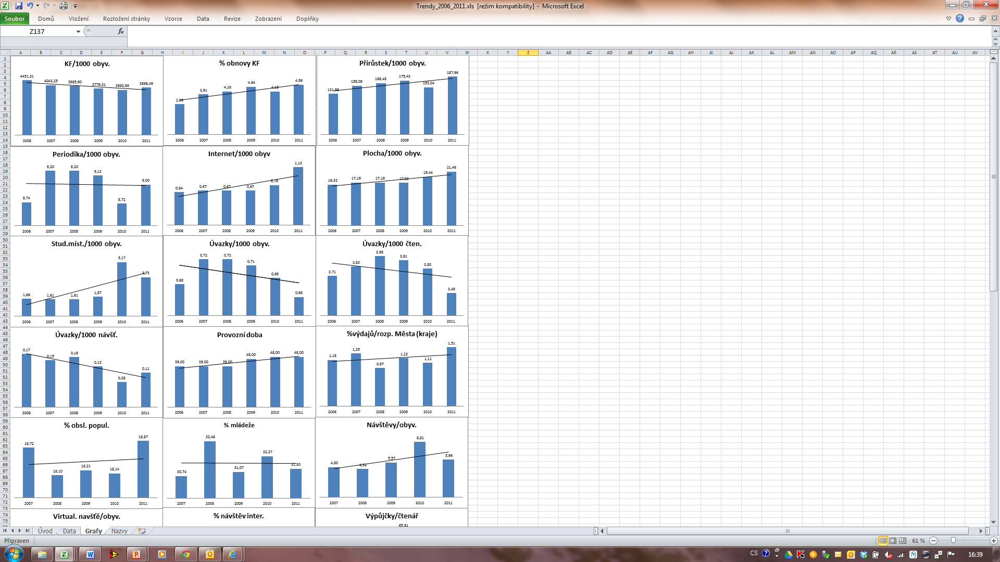 Trendy_2006_2011.xls [režim kompatibility] - Microsoft Excel
Soubor Domů Vložení Rozložení stránky Vzorce Data Revize Zobrazení Doplňky
Z137 fx
A B C D E F G H I J K L M N O P Q R S T U V W X Y Z AA AB AC AD AE AF AG AH AI AJ AK AL AM AN AO AP AQ AR AS AT AU AV
1 2 3 4 5 6 7 8 9 10 11 12 13 14 15 16 17 18 19 20 21 22 23 24 25 26 27 28 29 30 31 32 33 34 35 36 37 38 39 40 41 42 43 44 45 46 47 48 49 50 51 52 53 54 55 56 57 58 59 60 61 62 63 64 65 66 67 68 69 70 71 72 73 74 75
KF/1000 obyv.
4451,31 4043,25 3985,90 3779,31 3662,86 3866,49
2006 2007 2008 2009 2010 2011
% obnovy KF
2,96 3,91 4,18 4,64 4,18 4,86
2006 2007 2008 2009 2010 2011
Přírůstek/1000 obyv.
131,88 158,08 166,48 175,43 153,04 187,96
2006 2007 2008 2009 2010 2011
Periodika/1000 obyv.
8,74 9,20 9,20 9,13 8,72 9,00
2006 2007 2008 2009 2010 2011
Internet/1000 obyv
0,64 0,67 0,67 0,67 0,78 1,13
2006 2007 2008 2009 2010 2011
Plocha/1000 obyv.
16,32 17,19 17,19 17,06 19,44 21,46
2006 2007 2008 2009 2010 2011
Stud.míst./1000 obyv.
1,66 1,61 1,61 1,87 5,17 3,73
2006 2007 2008 2009 2010 2011
Úvazky/1000 obyv.
0,68 0,72 0,72 0,71 0,69 0,66
2006 2007 2008 2009 2010 2011
Úvazky/1000 čten.
3,71 3,83 3,96 3,91 3,80 3,49
2006 2007 2008 2009 2010 2011
Úvazky/1000 návšť.
0,17 0,15 0,16 0,13 0,08 0,11
2006 2007 2008 2009 2010 2011
Provozní doba
39,00 39,00 39,00 46,00 48,00 48,00
2006 2007 2008 2009 2010 2011
%výdajů/rozp. Města (kraje)
1,18 1,35 0,97 1,23 1,11 1,51
2006 2007 2008 2009 2010 2011
% obsl. popul.
18,72 18,10 18,21 18,14 18,87
2007 2008 2009 2010 2011
% mládeže
30,74 33,46 31,07 32,27 31,30
2007 2008 2009 2010 2011
Návštěvy/obyv.
4,80 4,52 5,57 8,81 5,99
2007 2008 2009 2010 2011
Virtual. navšťě/obyv.
% návštěv inter.
Výpůjčky/čtenář
65,61
Úvod Data Grafy Nazvy
Připraven 61 %
CS 16:39